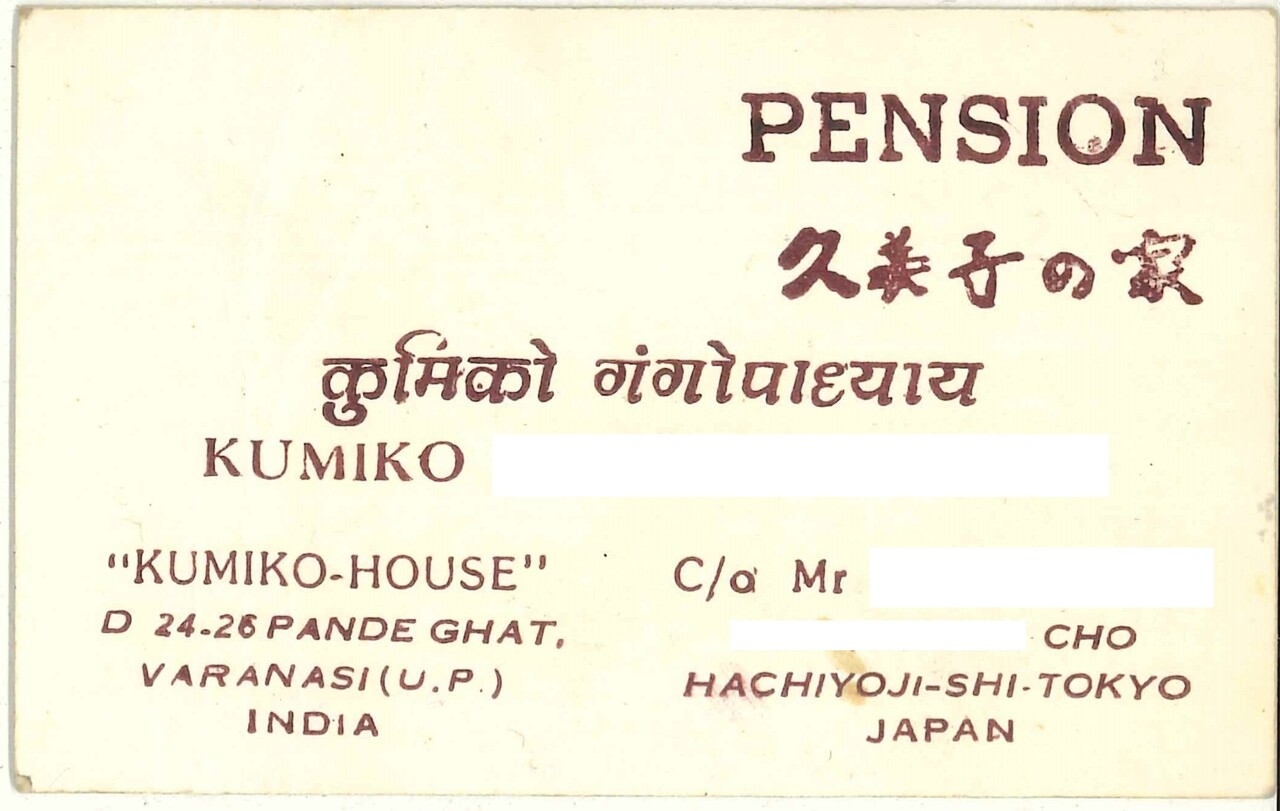 PENSION
久美子の家
कुमिको गंगोपाध्याय
KUMIKO
"KUMIKO-HOUSE"
D 24-26 PANDE GHAT,
VARANASI (U.P.)
INDIA
C/o Mr
CHO
HACHIYOJI-SHI-TOKYO
JAPAN